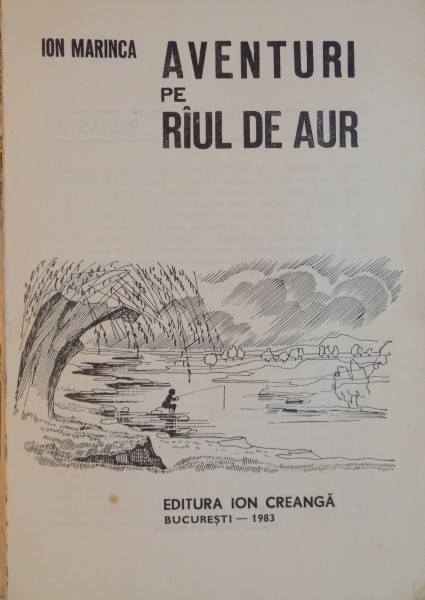 ION MARINCA
AVENTURI
PE
RÎUL DE AUR
EDITURA ION CREANGĂ
BUCUREȘTI — 1983